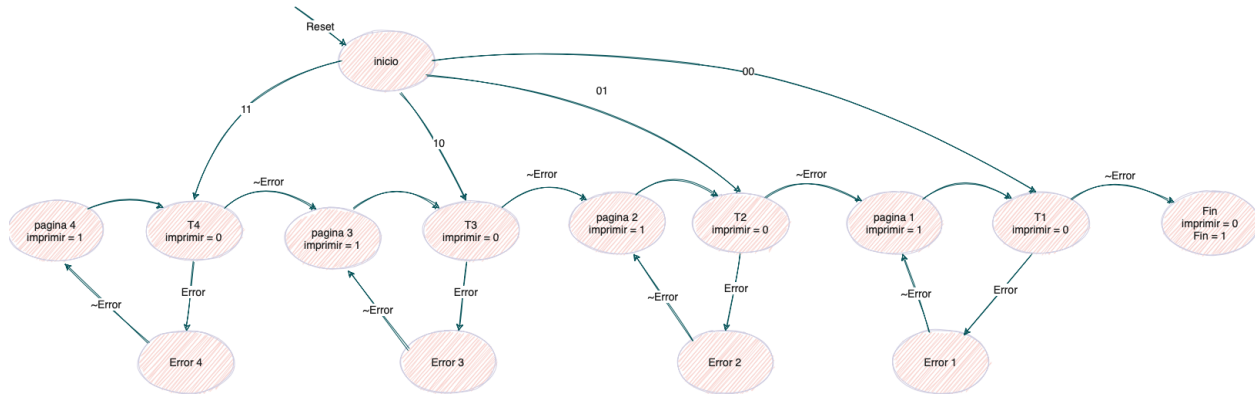 Reset
inicio
00
01
11
10
~Error
~Error
~Error
~Error
pagina 4
imprimir = 1
T4
imprimir = 0
pagina 3
imprimir = 1
T3
imprimir = 0
pagina 2
imprimir = 1
T2
imprimir = 0
pagina 1
imprimir = 1
T1
imprimir = 0
Fin
imprimir = 0
Fin = 1
~Error
Error
~Error
Error
~Error
Error
~Error
Error
Error 4
Error 3
Error 2
Error 1